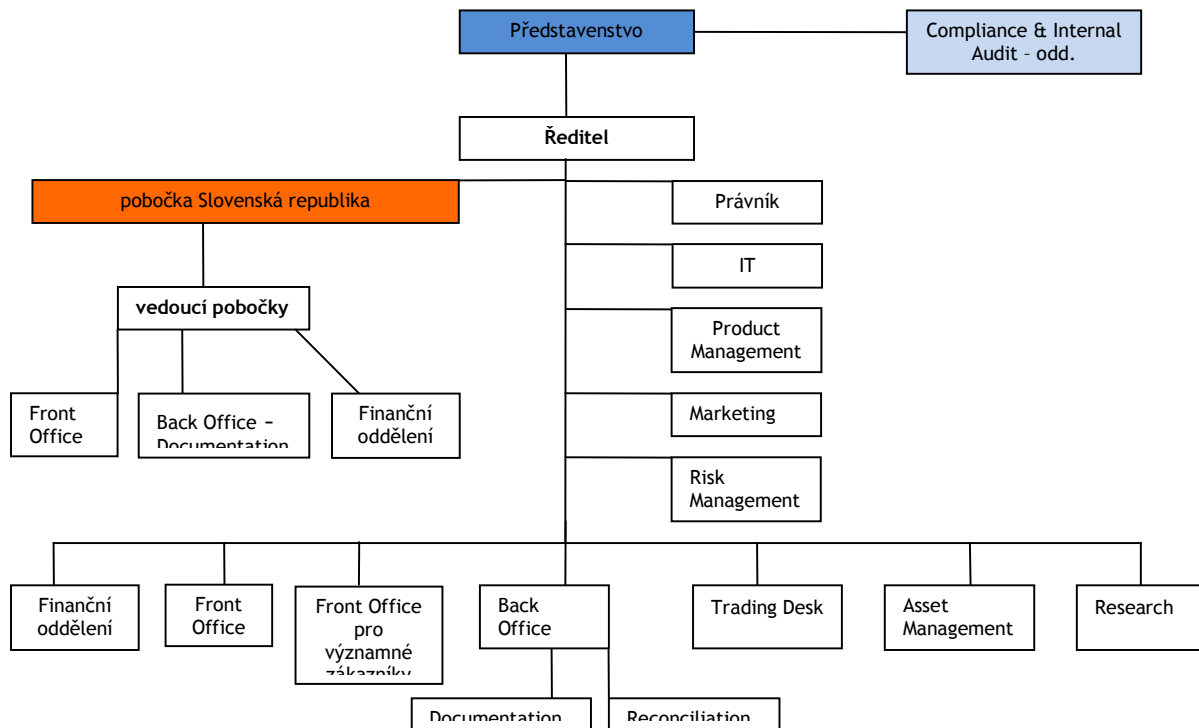 Představenstvo
Compliance & Internal
Audit – odd.
Ředitel
pobočka Slovenská republika
Právník
IT
vedoucí pobočky
Product
Management
Front
Office
Back Office –
Documentation
Finanční
oddělení
Marketing
Risk
Management
Finanční
oddělení
Front
Office
Front Office
pro
významné
zákazníky
Back
Office
Trading Desk
Asset
Management
Research
Documentation
Reconciliation